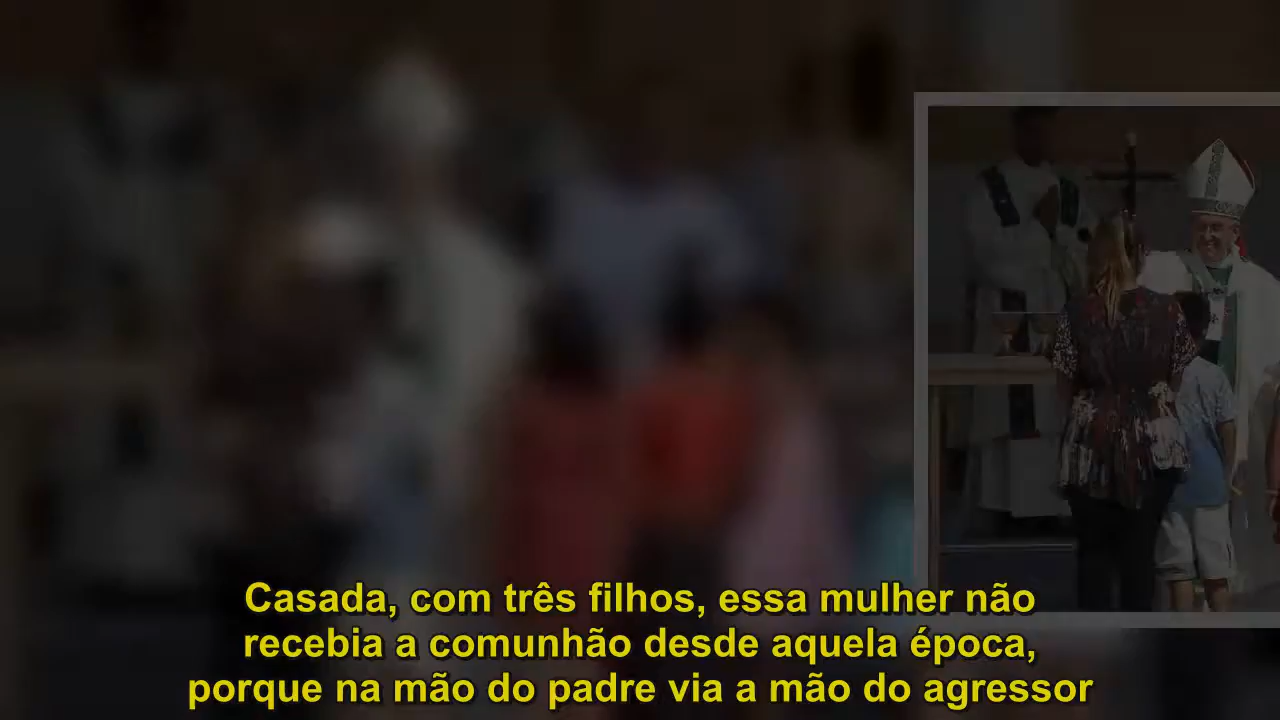 Casada, com três filhos, essa mulher não
recebia a comunhão desde aquela época,
porque na mão do padre via a mão do agressor